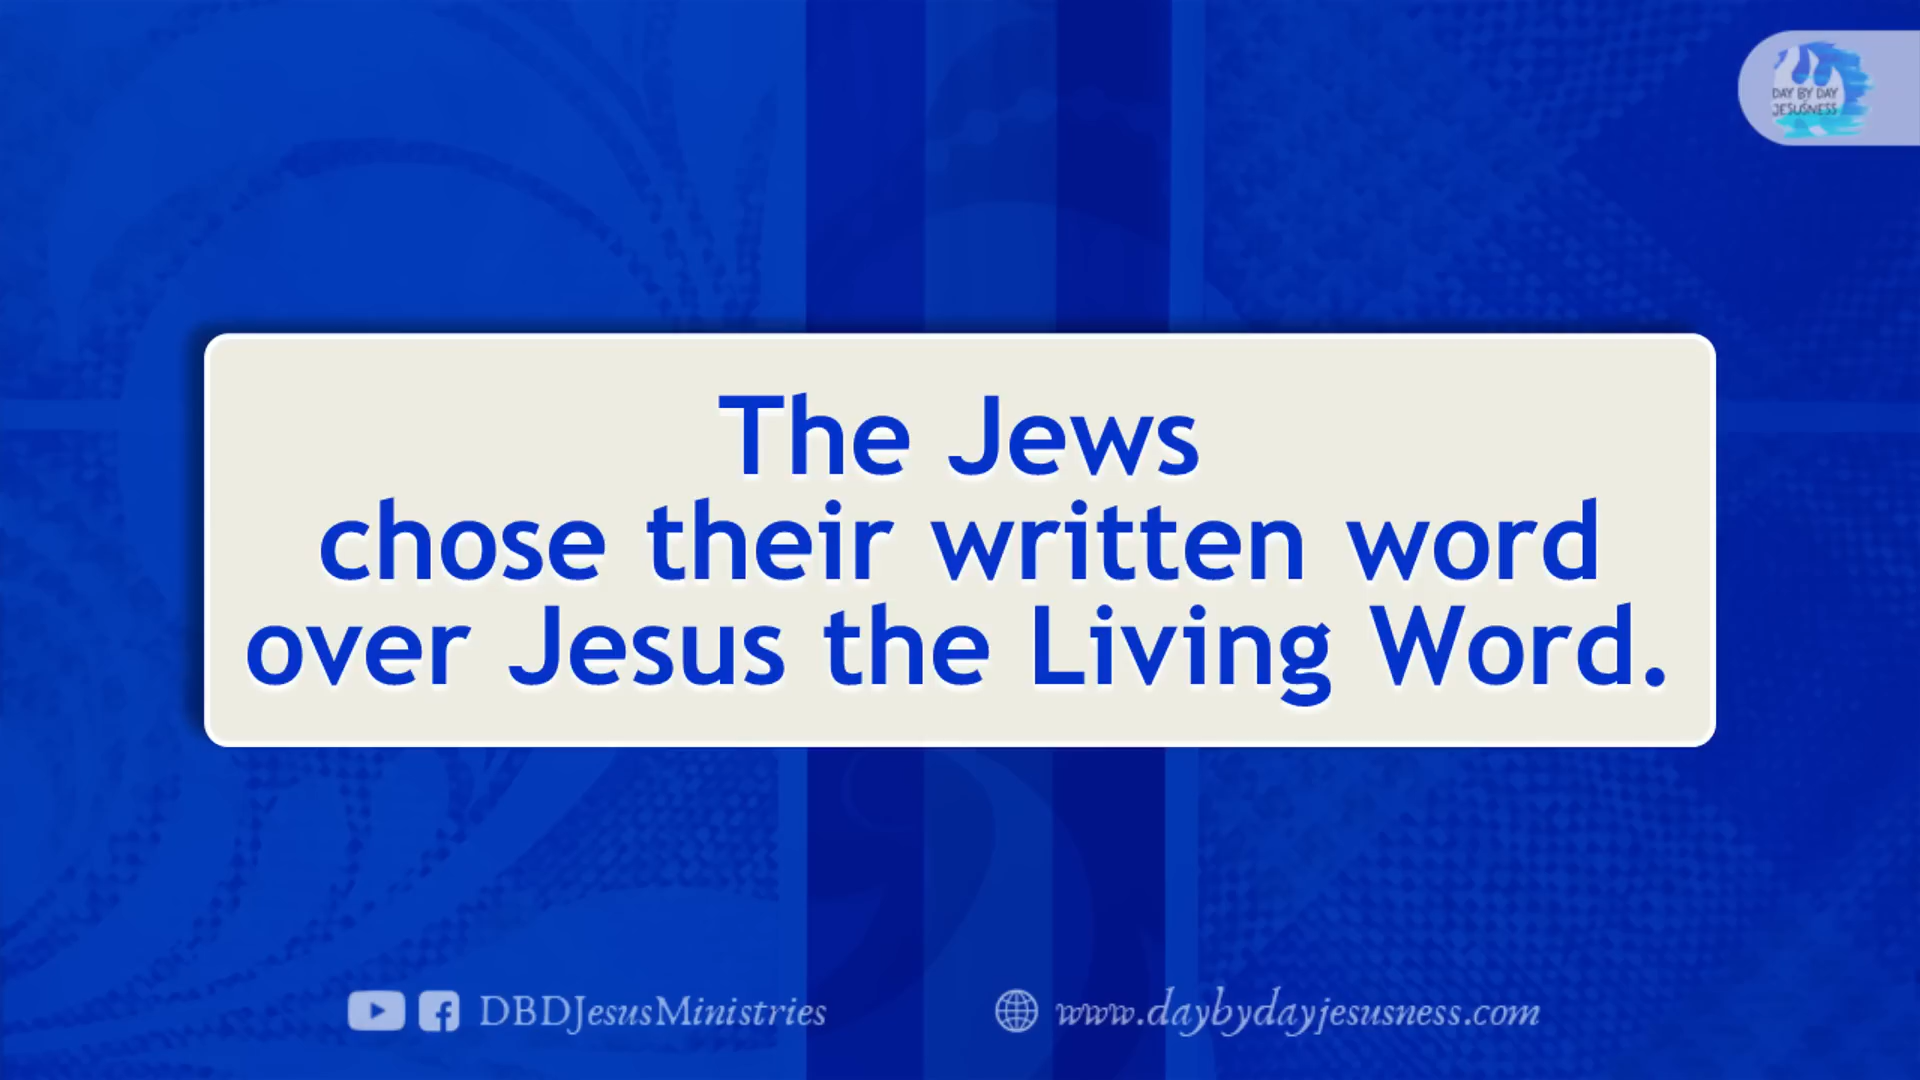 DAY BY DAY
JESUSNESS
The Jews
chose their written word
over Jesus the Living Word.
DBDJesusMinistries
www.daybydayjesusness.com